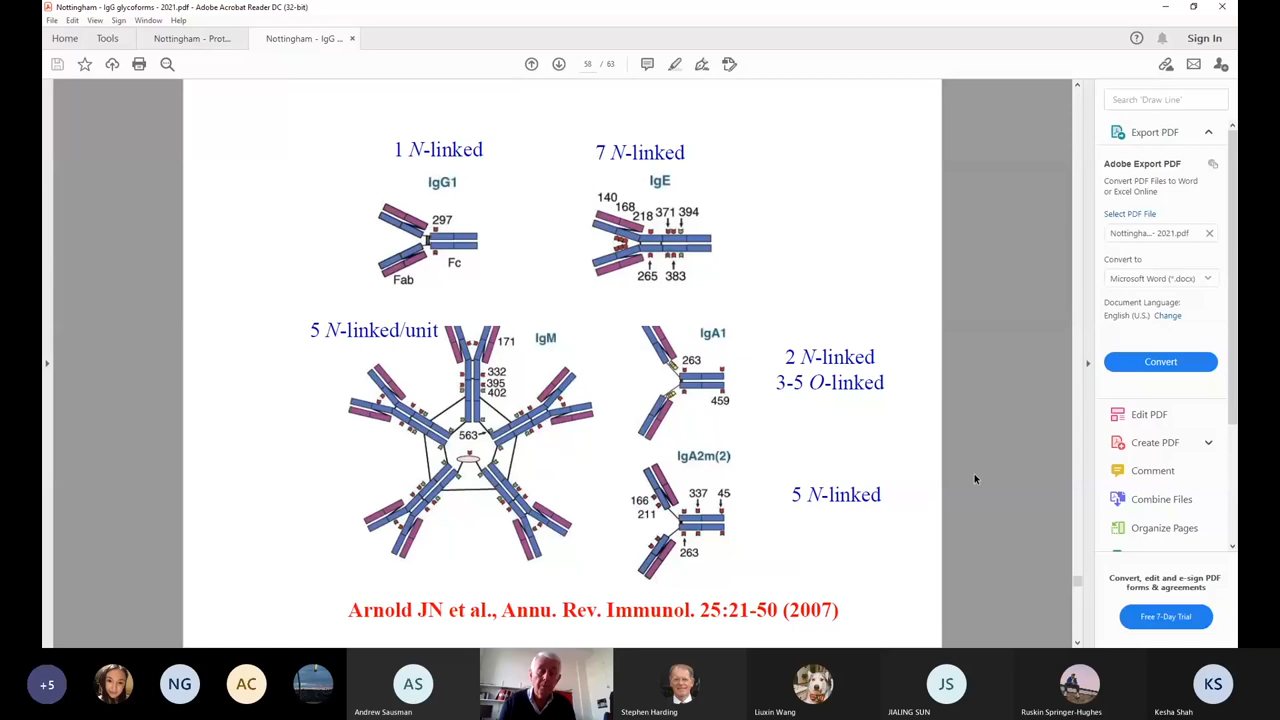 Nottingham - IgG glycoforms - 2021.pdf - Adobe Acrobat Reader DC (32-bit)
File Edit View Sign Window Help
Home Tools Nottingham - Prot... Nottingham - IgG ... × Sign In
58 / 63
Search 'Draw Line'
Export PDF
Adobe Export PDF
Convert PDF Files to Word
or Excel Online
Select PDF File
Nottingha...- 2021.pdf
Convert to
Microsoft Word (*.docx)
Document Language:
English (U.S.) Change
Convert
Edit PDF
Create PDF
Comment
Combine Files
Organize Pages
Convert, edit and e-sign PDF
forms & agreements
Free 7-Day Trial
1 N-linked
IgG1
297
Fc
Fab
7 N-linked
IgE
140
168
218 371 394
265 383
5 N-linked/unit
IgM
171
332
395
402
563
IgA1
263
459
2 N-linked
3-5 O-linked
IgA2m(2)
166
211
337 45
263
5 N-linked
Arnold JN et al., Annu. Rev. Immunol. 25:21-50 (2007)
+5
NG
AC
AS
JS
KS
Andrew Sausman
Stephen Harding
Liuxin Wang
JIALING SUN
Ruskin Springer-Hughes
Kesha Shah